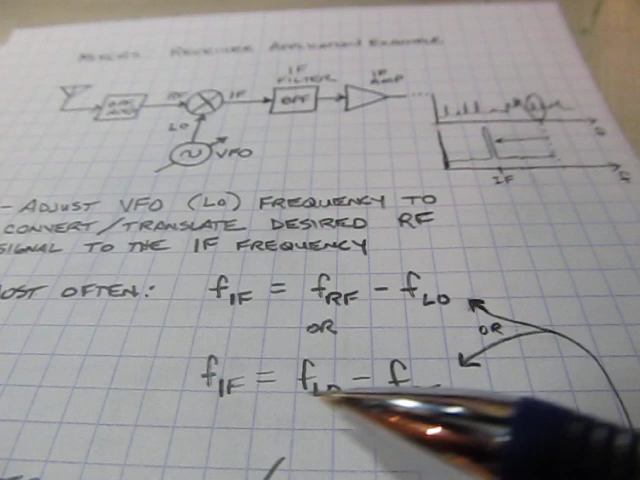 MIXERS: RECEIVER APPLICATION EXAMPLE
RF
IF
IF FILTER
BPF
IF AMP
LO
VFO
IF
- ADJUST VFO (LO) FREQUENCY TO
CONVERT/TRANSLATE DESIRED RF
SIGNAL TO THE IF FREQUENCY
OST OFTEN: f_IF = f_RF - f_LO
OR
OR
f_IF = f_LO - f